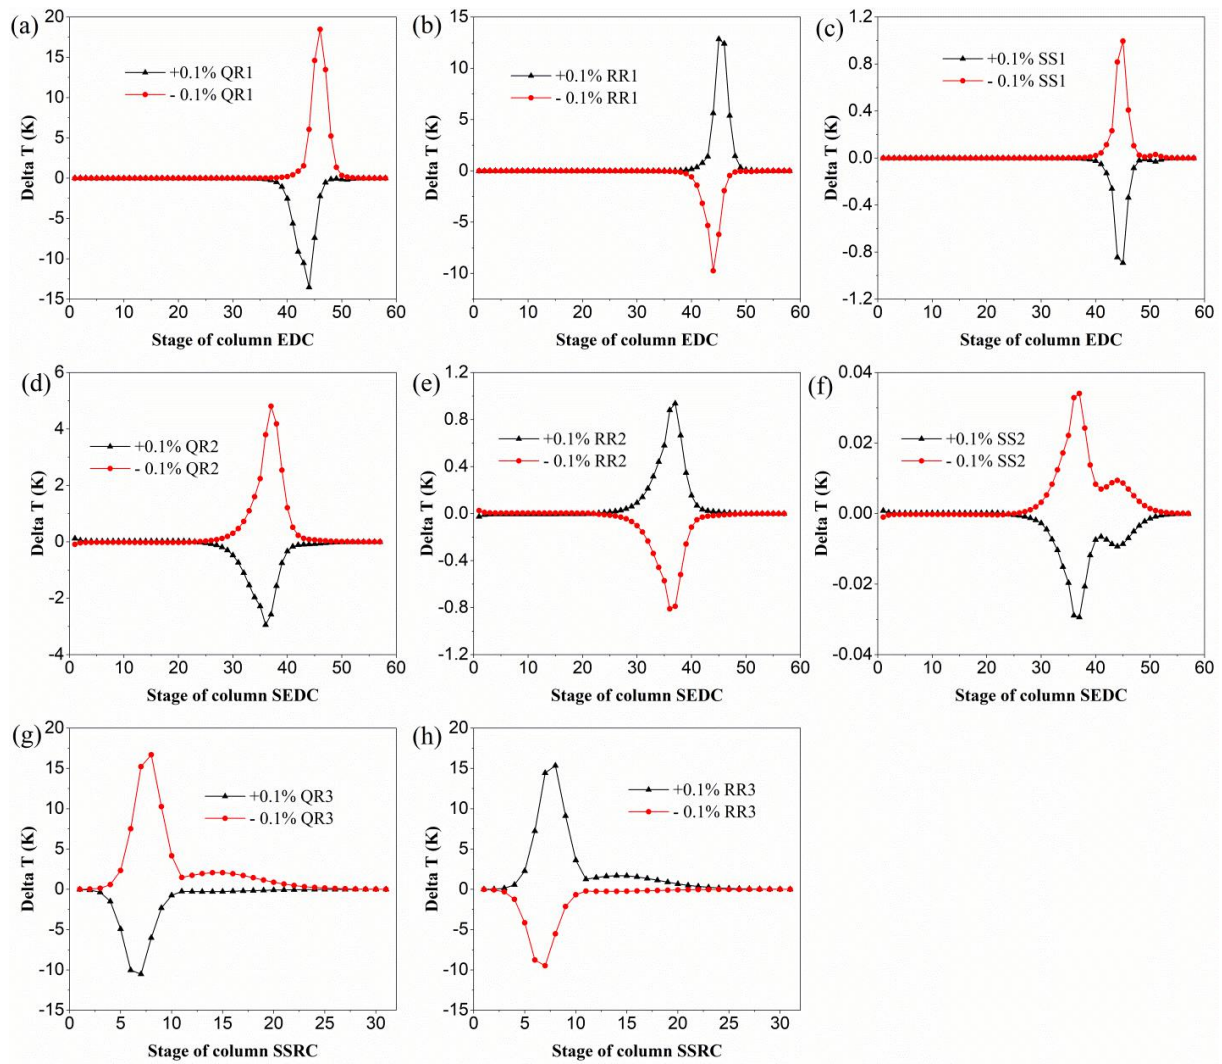 (a)
20
15
10
5
0
-5
-10
-15
Delta T (K)
+0.1% QR1
- 0.1% QR1
0 10 20 30 40 50 60
Stage of column EDC
(b)
15
10
5
0
-5
-10
Delta T (K)
+0.1% RR1
- 0.1% RR1
0 10 20 30 40 50 60
Stage of column EDC
(c)
1.2
0.8
0.4
0.0
-0.4
-0.8
-1.2
Delta T (K)
+0.1% SS1
- 0.1% SS1
0 10 20 30 40 50 60
Stage of column EDC
(d)
6
4
2
0
-2
-4
Delta T (K)
+0.1% QR2
- 0.1% QR2
0 10 20 30 40 50 60
Stage of column SEDC
(e)
1.2
0.8
0.4
0.0
-0.4
-0.8
-1.2
Delta T (K)
+0.1% RR2
- 0.1% RR2
0 10 20 30 40 50 60
Stage of column SEDC
(f)
0.04
0.02
0.00
-0.02
-0.04
Delta T (K)
+0.1% SS2
- 0.1% SS2
0 10 20 30 40 50 60
Stage of column SEDC
(g)
20
15
10
5
0
-5
-10
-15
Delta T (K)
+0.1% QR3
- 0.1% QR3
0 5 10 15 20 25 30
Stage of column SSRC
(h)
20
15
10
5
0
-5
-10
-15
Delta T (K)
+0.1% RR3
- 0.1% RR3
0 5 10 15 20 25 30
Stage of column SSRC